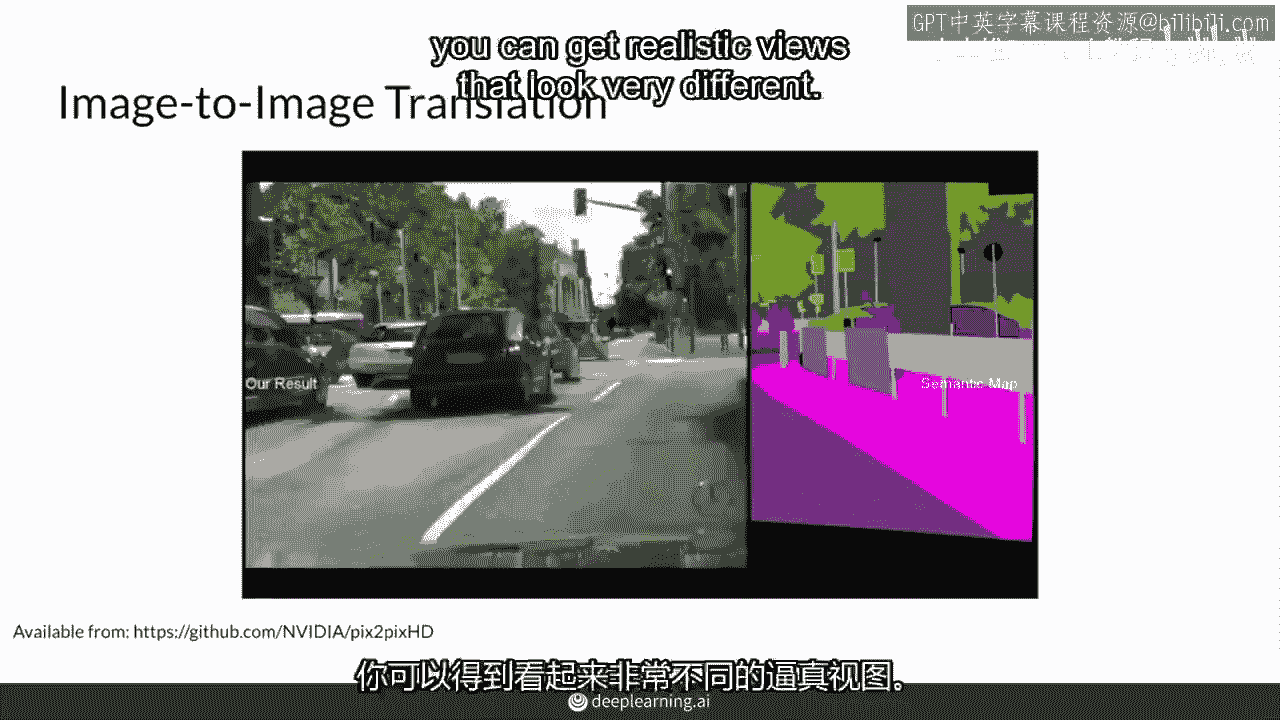 GPT中英字幕课程资源@bilibili.com
you can get realistic views
that look very different.
Image-to-Image Translation
Our Result
Semantic Map
Available from: https://github.com/NVIDIA/pix2pixHD
你可以得到看起来非常不同的逼真视图。
deeplearning.ai